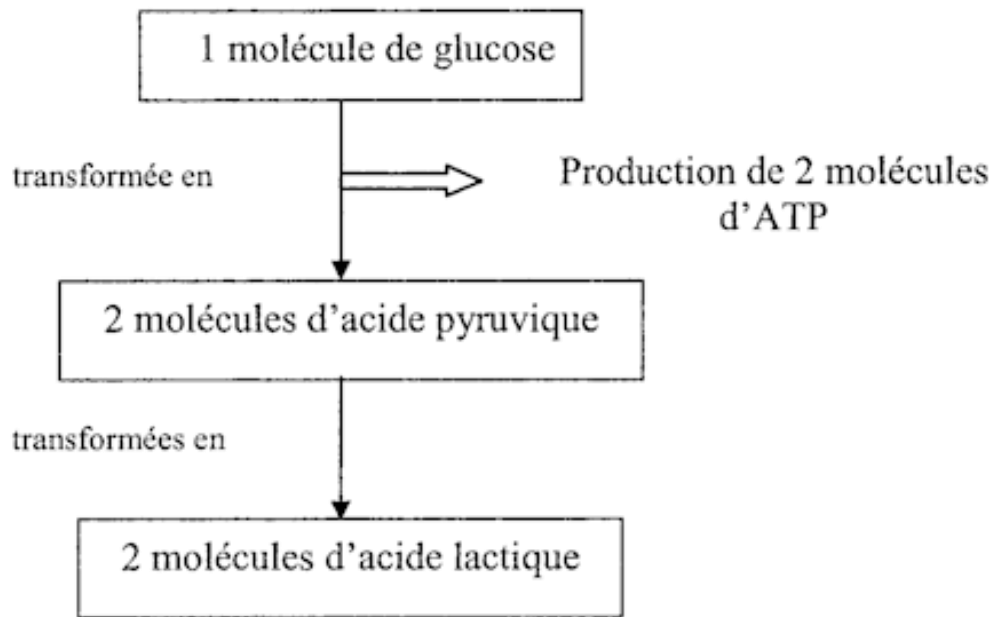 1 molécule de glucose
transformée en
Production de 2 molécules
d'ATP
2 molécules d'acide pyruvique
transformées en
2 molécules d'acide lactique